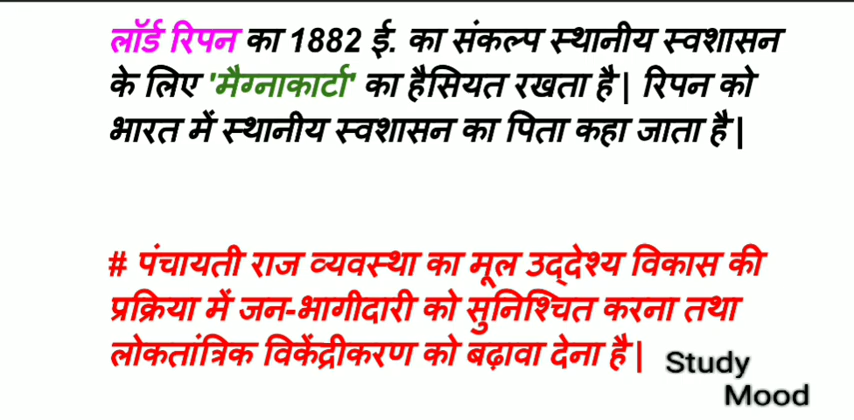 लॉर्ड रिपन का 1882 ई. का संकल्प स्थानीय स्वशासन
के लिए 'मैग्नाकार्टा' का हैसियत रखता है| रिपन को
भारत में स्थानीय स्वशासन का पिता कहा जाता है|
# पंचायती राज व्यवस्था का मूल उद्देश्य विकास की
प्रक्रिया में जन-भागीदारी को सुनिश्चित करना तथा
लोकतांत्रिक विकेंद्रीकरण को बढ़ावा देना है|
Study
Mood